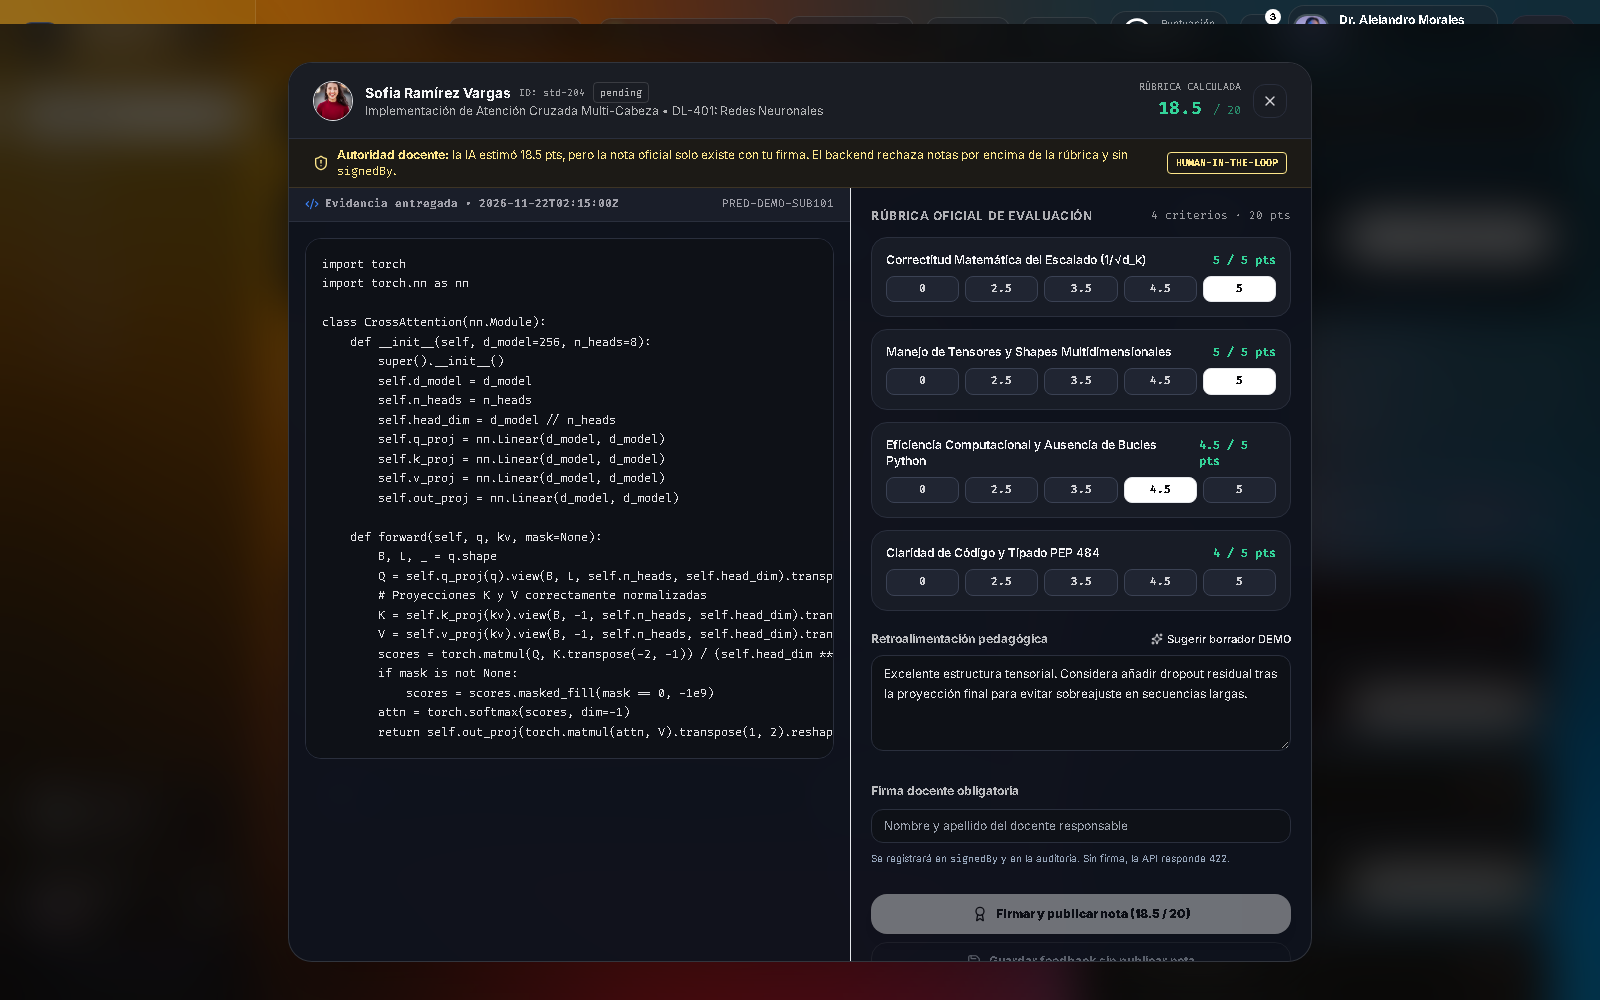 3
Dr. Alejandro Morales
Sofía Ramírez Vargas ID: std-204 pending
Implementación de Atención Cruzada Multi-Cabeza • DL-401: Redes Neuronales
RÚBRICA CALCULADA
18.5 / 20
Autoridad docente: la IA estimó 18.5 pts, pero la nota oficial solo existe con tu firma. El backend rechaza notas por encima de la rúbrica y sin
signedBy.
HUMAN-IN-THE-LOOP
Evidencia entregada • 2026-11-22T02:15:00Z PRED-DEMO-SUB101
import torch
import torch.nn as nn
class CrossAttention(nn.Module):
def __init__(self, d_model=256, n_heads=8):
super().__init__()
self.d_model = d_model
self.n_heads = n_heads
self.head_dim = d_model // n_heads
self.q_proj = nn.Linear(d_model, d_model)
self.k_proj = nn.Linear(d_model, d_model)
self.v_proj = nn.Linear(d_model, d_model)
self.out_proj = nn.Linear(d_model, d_model)
def forward(self, q, kv, mask=None):
B, L, _ = q.shape
Q = self.q_proj(q).view(B, L, self.n_heads, self.head_dim).transp
# Proyecciones K y V correctamente normalizadas
K = self.k_proj(kv).view(B, -1, self.n_heads, self.head_dim).tran
V = self.v_proj(kv).view(B, -1, self.n_heads, self.head_dim).tran
scores = torch.matmul(Q, K.transpose(-2, -1)) / (self.head_dim **
if mask is not None:
scores = scores.masked_fill(mask == 0, -1e9)
attn = torch.softmax(scores, dim=-1)
return self.out_proj(torch.matmul(attn, V).transpose(1, 2).reshap
RÚBRICA OFICIAL DE EVALUACIÓN 4 criterios · 20 pts
Correctitud Matemática del Escalado (1/√d_k) 5 / 5 pts
0 2.5 3.5 4.5 5
Manejo de Tensores y Shapes Multidimensionales 5 / 5 pts
0 2.5 3.5 4.5 5
Eficiencia Computacional y Ausencia de Bucles 4.5 / 5
Python pts
0 2.5 3.5 4.5 5
Claridad de Código y Tipado PEP 484 4 / 5 pts
0 2.5 3.5 4.5 5
Retroalimentación pedagógica Sugerir borrador DEMO
Excelente estructura tensorial. Considera añadir dropout residual tras
la proyección final para evitar sobreajuste en secuencias largas.
Firma docente obligatoria
Nombre y apellido del docente responsable
Se registrará en signedBy y en la auditoría. Sin firma, la API responde 422.
Firmar y publicar nota (18.5 / 20)
Guardar feedback sin publicar nota